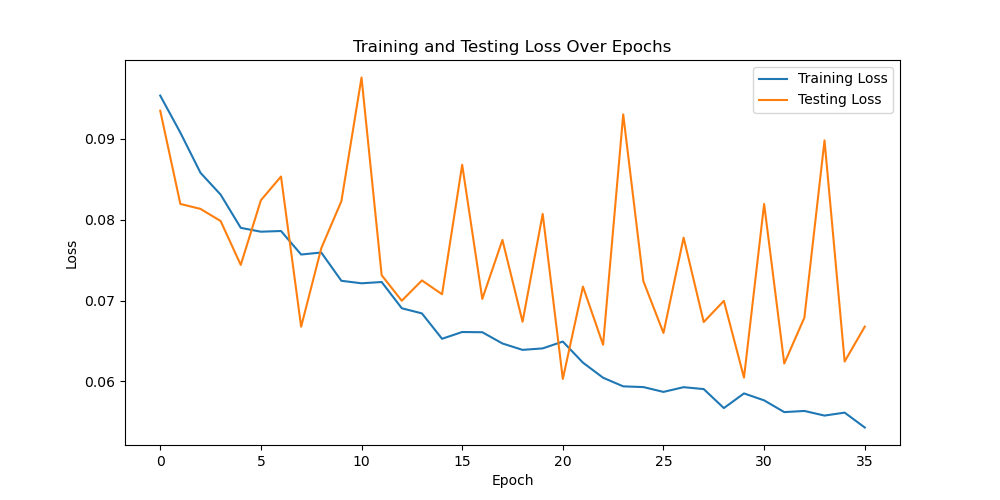 Training and Testing Loss Over Epochs
Training Loss
Testing Loss
0.09
0.08
0.07
0.06
Loss
0 5 10 15 20 25 30 35
Epoch